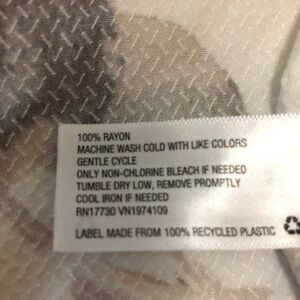 100% RAYON
MACHINE WASH COLD WITH LIKE COLORS
GENTLE CYCLE
ONLY NON-CHLORINE BLEACH IF NEEDED
TUMBLE DRY LOW, REMOVE PROMPTLY
COOL IRON IF NEEDED
RN17730 VN1974109
LABEL MADE FROM 100% RECYCLED PLASTIC